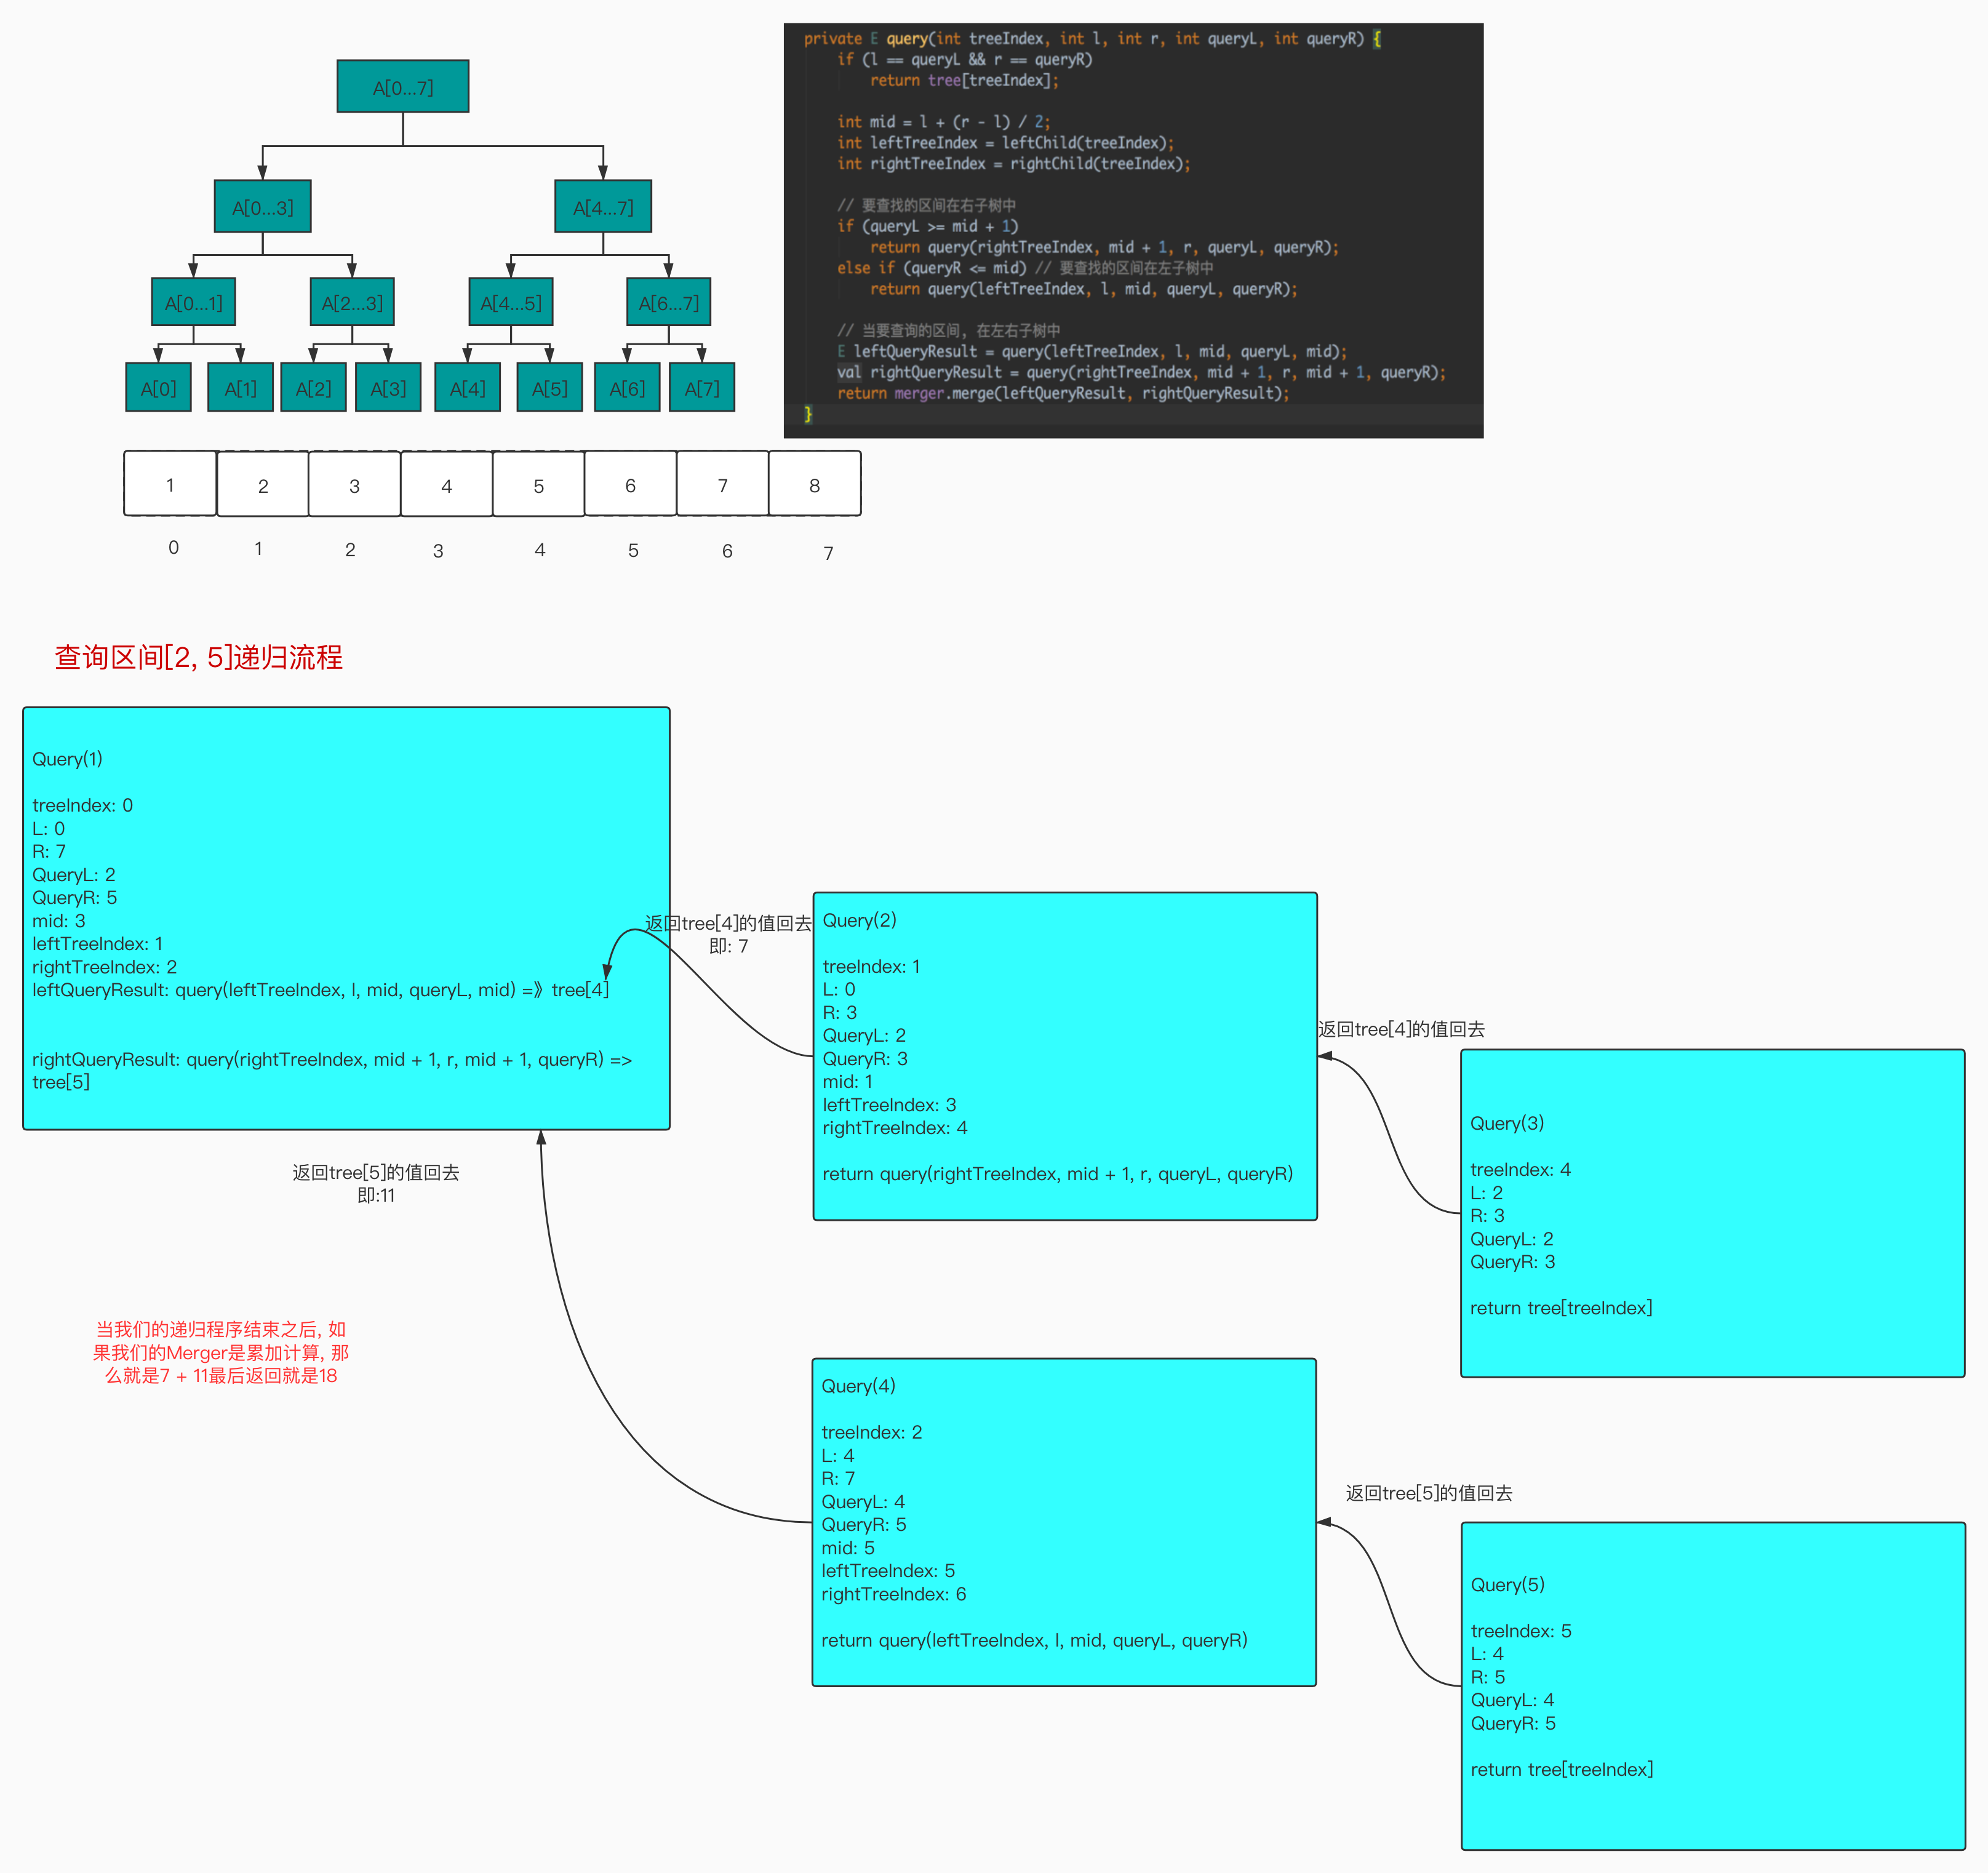 A[0...7]
A[0...3]
A[4...7]
A[0...1]
A[2...3]
A[4...5]
A[6...7]
A[0]
A[1]
A[2]
A[3]
A[4]
A[5]
A[6]
A[7]
1
2
3
4
5
6
7
8
0
1
2
3
4
5
6
7
private E query(int treeIndex, int l, int r, int queryL, int queryR) {
if (l == queryL && r == queryR)
return tree[treeIndex];
int mid = l + (r - l) / 2;
int leftTreeIndex = leftChild(treeIndex);
int rightTreeIndex = rightChild(treeIndex);
// 要查找的区间在右子树中
if (queryL >= mid + 1)
return query(rightTreeIndex, mid + 1, r, queryL, queryR);
else if (queryR <= mid) // 要查找的区间在左子树中
return query(leftTreeIndex, l, mid, queryL, queryR);
// 当要查询的区间, 在左右子树中
E leftQueryResult = query(leftTreeIndex, l, mid, queryL, mid);
val rightQueryResult = query(rightTreeIndex, mid + 1, r, mid + 1, queryR);
return merger.merge(leftQueryResult, rightQueryResult);
}
查询区间[2, 5]递归流程
Query(1)
treeIndex: 0
L: 0
R: 7
QueryL: 2
QueryR: 5
mid: 3
leftTreeIndex: 1
rightTreeIndex: 2
leftQueryResult: query(leftTreeIndex, l, mid, queryL, mid) =》tree[4]
rightQueryResult: query(rightTreeIndex, mid + 1, r, mid + 1, queryR) =>
tree[5]
返回tree[4]的值回去
即: 7
Query(2)
treeIndex: 1
L: 0
R: 3
QueryL: 2
QueryR: 3
mid: 1
leftTreeIndex: 3
rightTreeIndex: 4
return query(rightTreeIndex, mid + 1, r, queryL, queryR)
返回tree[4]的值回去
Query(3)
treeIndex: 4
L: 2
R: 3
QueryL: 2
QueryR: 3
return tree[treeIndex]
返回tree[5]的值回去
即:11
当我们的递归程序结束之后, 如
果我们的Merger是累加计算, 那
么就是7 + 11最后返回就是18
Query(4)
treeIndex: 2
L: 4
R: 7
QueryL: 4
QueryR: 5
mid: 5
leftTreeIndex: 5
rightTreeIndex: 6
return query(leftTreeIndex, l, mid, queryL, queryR)
返回tree[5]的值回去
Query(5)
treeIndex: 5
L: 4
R: 5
QueryL: 4
QueryR: 5
return tree[treeIndex]